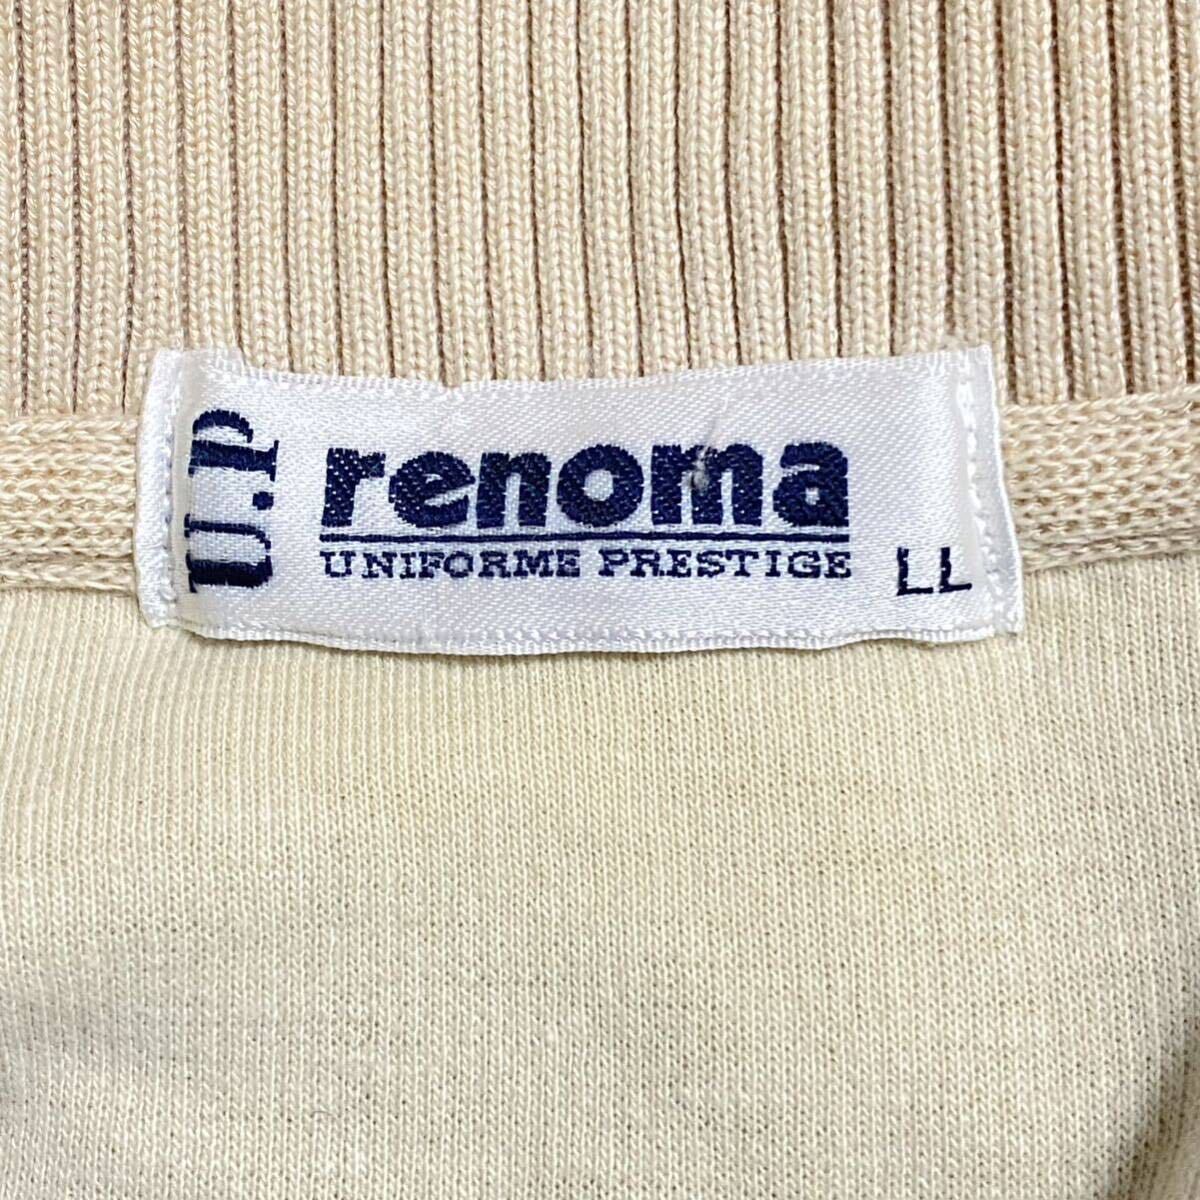 U.P
renoma
UNIFORME PRESTIGE
LL